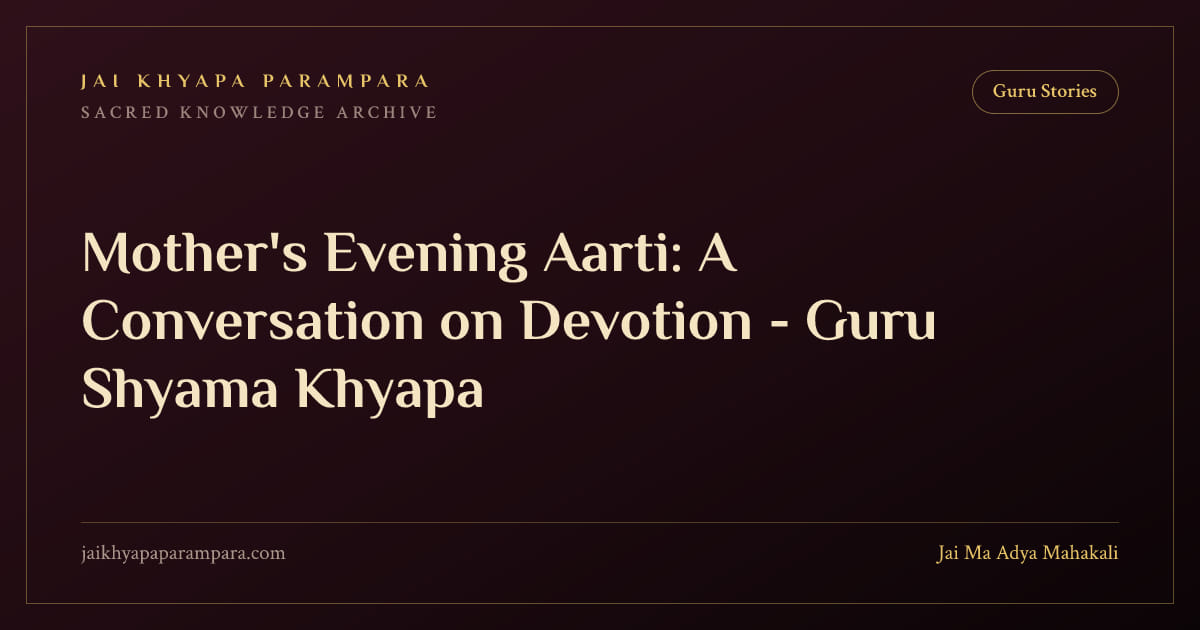 JAI KHYAPA PARAMPARA
SACRED KNOWLEDGE ARCHIVE
Guru Stories
Mother's Evening Aarti: A
Conversation on Devotion - Guru
Shyama Khyapa
jaikhyapaparampara.com
Jai Ma Adya Mahakali